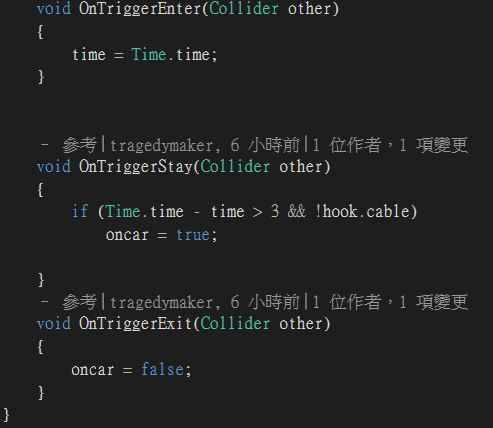 void OnTriggerEnter(Collider other)
{
time = Time.time;
}
- 參考|tragedymaker, 6 小時前|1 位作者，1 項變更
void OnTriggerStay(Collider other)
{
if (Time.time - time > 3 && !hook.cable)
oncar = true;
}
- 參考|tragedymaker, 6 小時前|1 位作者，1 項變更
void OnTriggerExit(Collider other)
{
oncar = false;
}
}